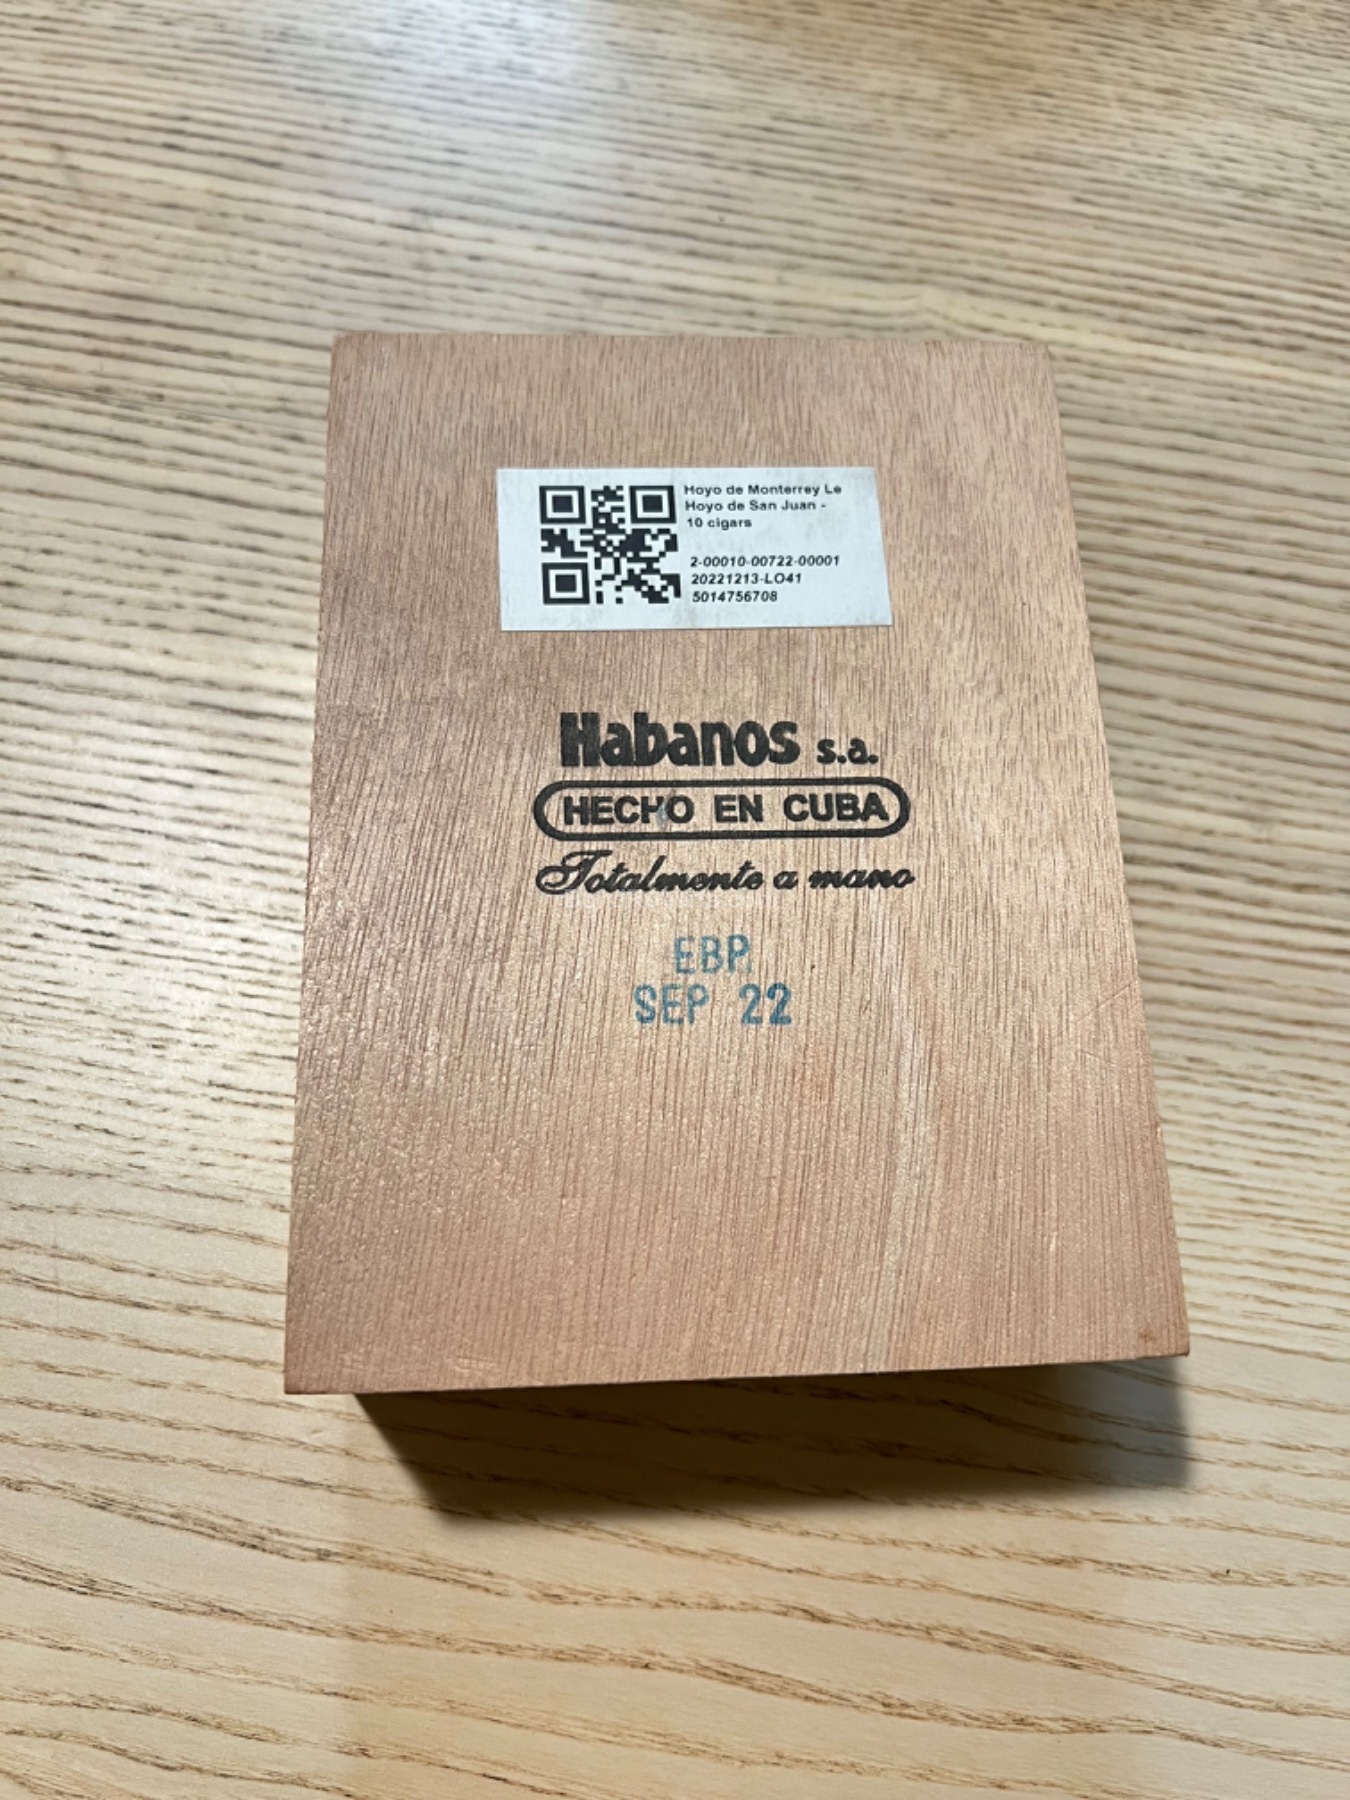 Hoyo de Monterrey Le
Hoyo de San Juan -
10 cigars
2-00010-00722-00001
20221213-LO41
5014756708
Habanos s.a.
HECHO EN CUBA
Totalmente a mano
EBP
SEP 22